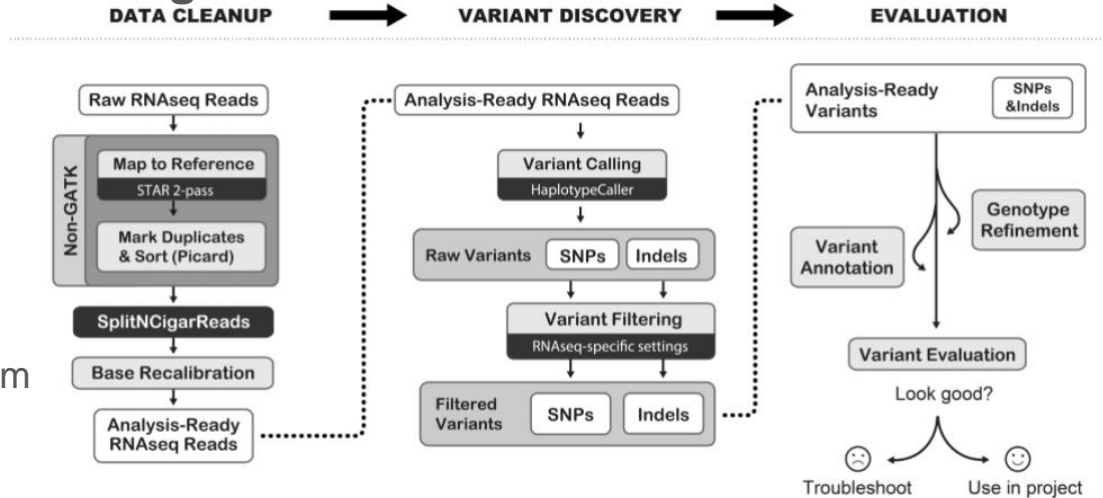 DATA CLEANUP
VARIANT DISCOVERY
EVALUATION
Raw RNAseq Reads
Non-GATK
Map to Reference
STAR 2-pass
Mark Duplicates
& Sort (Picard)
SplitNCigarReads
m
Base Recalibration
Analysis-Ready
RNAseq Reads
Analysis-Ready RNAseq Reads
Variant Calling
HaplotypeCaller
Raw Variants
SNPs
Indels
Variant Filtering
RNAseq-specific settings
Filtered
Variants
SNPs
Indels
Analysis-Ready
Variants
SNPs
&Indels
Genotype
Refinement
Variant
Annotation
Variant Evaluation
Look good?
Troubleshoot
Use in project